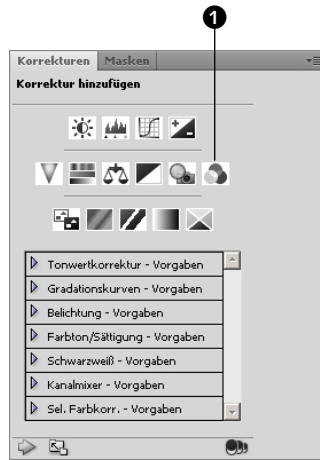 1
Korrekturen Masken
Korrektur hinzufügen
Tonwertkorrektur - Vorgaben
Gradationskurven - Vorgaben
Belichtung - Vorgaben
Farbton/Sättigung - Vorgaben
Schwarzweiß - Vorgaben
Kanalmixer - Vorgaben
Sel. Farbkorr. - Vorgaben